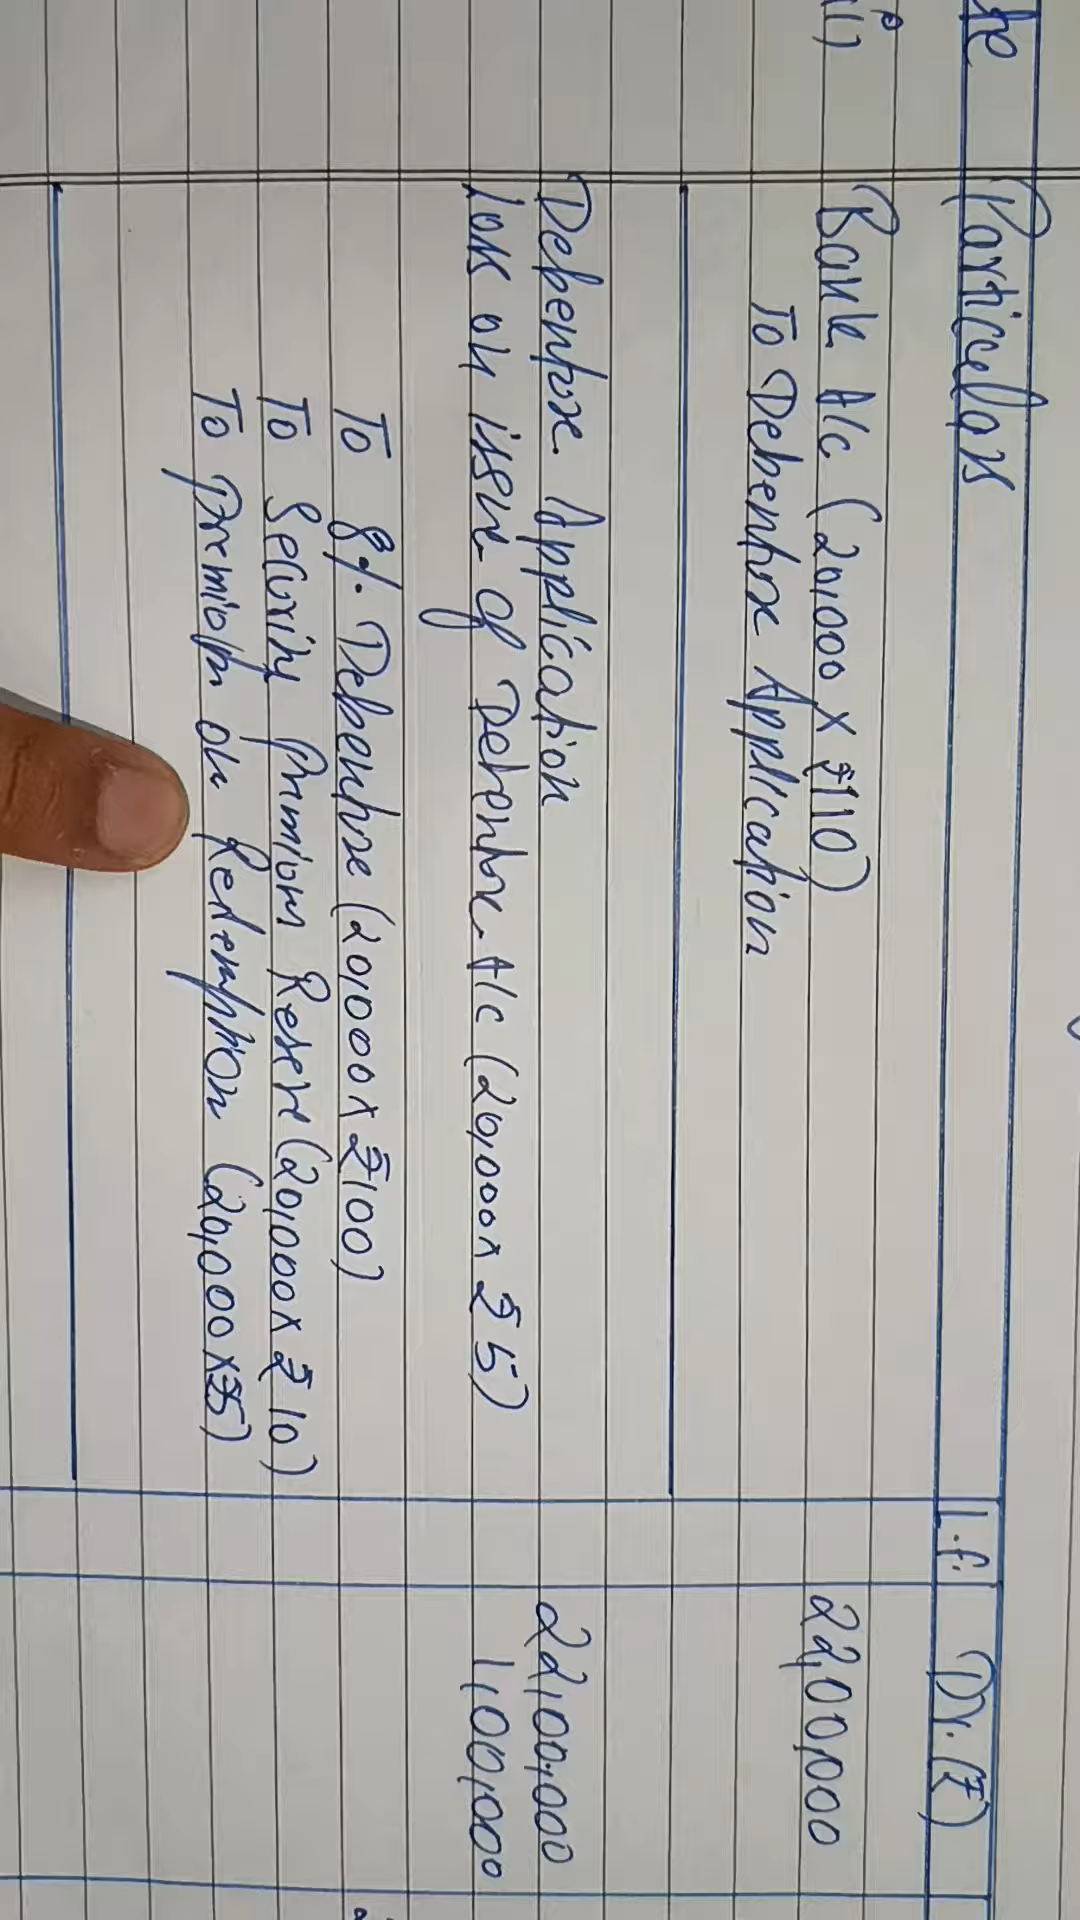 Particulars L.F. Dr. (₹)
Bank A/c (20,000 x ₹110) 22,00,000
To Debenture Application
Debenture Application 22,00,000
loss on issue of Debenture A/c (20,000 x ₹ 5) 1,00,000
To 8% Debenture (20,000 x ₹100)
To Security Premium Reserve (20,000 x ₹ 10)
To Premium on Redemption (20,000 x ₹5)